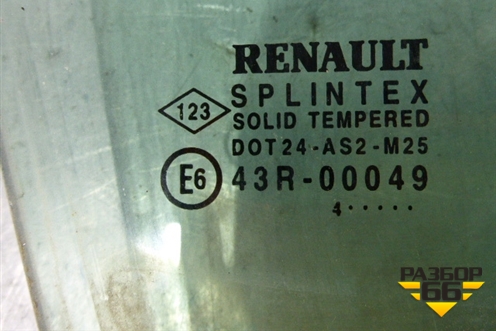 RENAULT
123
SPLINTEX
SOLID TEMPERED
DOT24-AS2-M25
E6
43R-00049
4·····
РАЗБОР
66